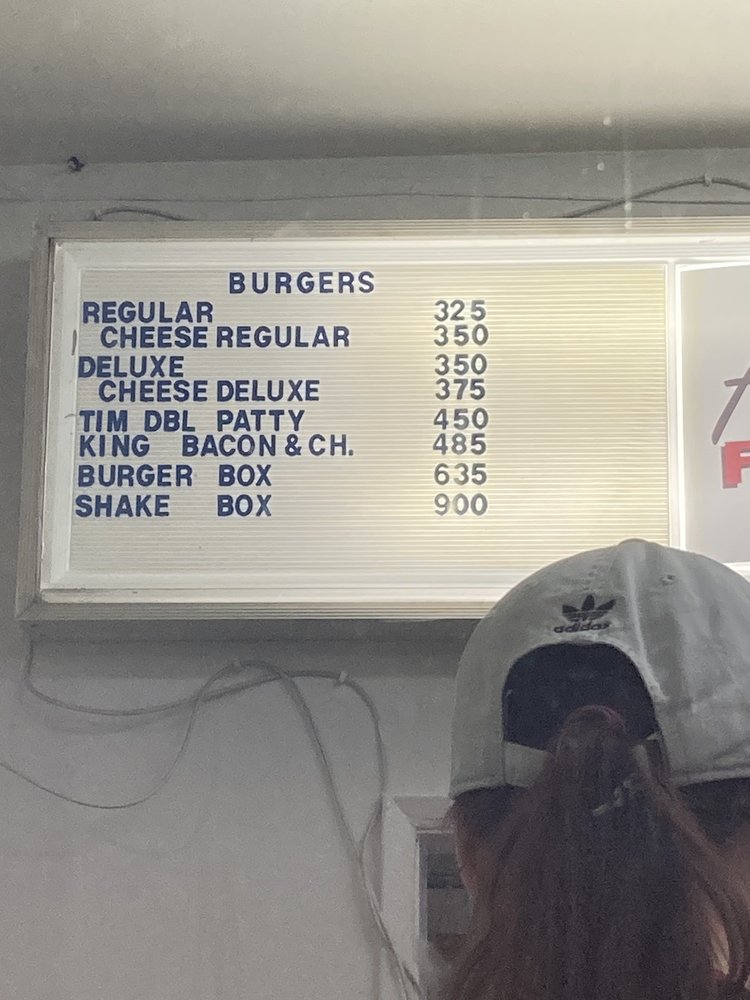 BURGERS
REGULAR 325
CHEESE REGULAR 350
DELUXE 350
CHEESE DELUXE 375
TIM DBL PATTY 450
KING BACON & CH. 485
BURGER BOX 635
SHAKE BOX 900
adidas